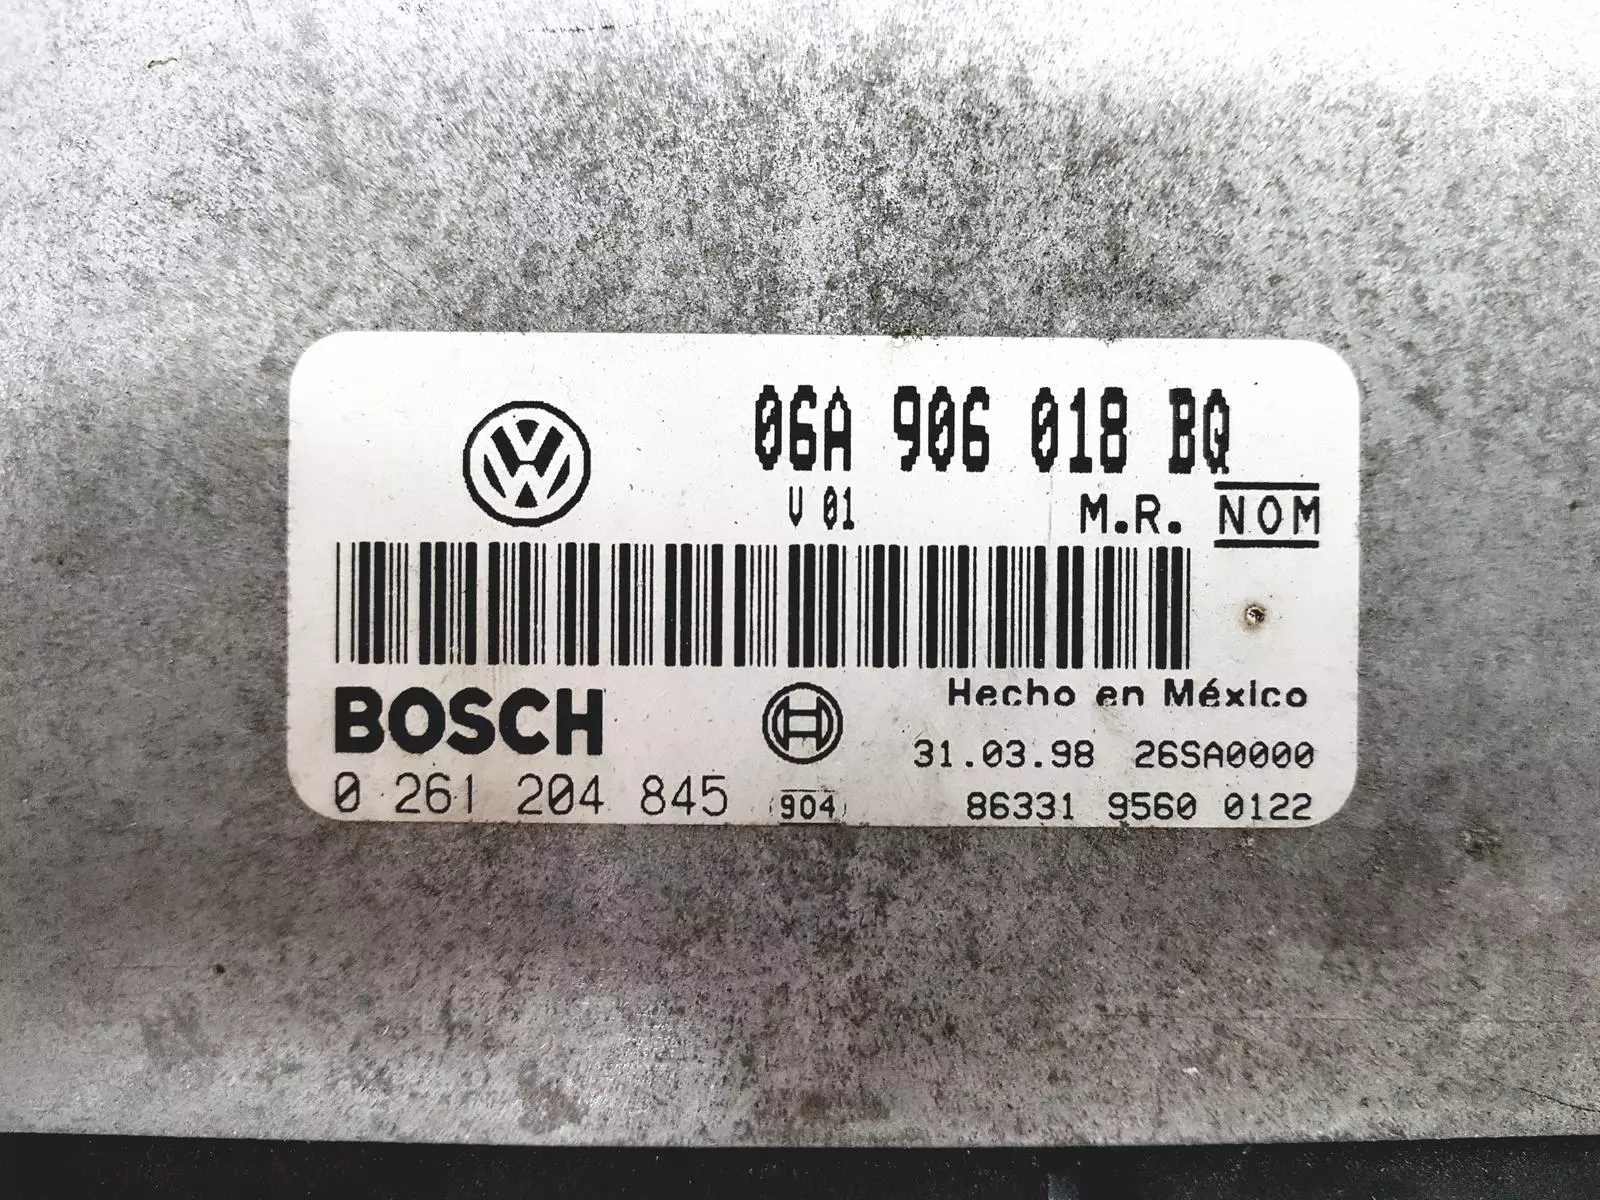 06A 906 018 BQ
V 01
M.R. NOM
BOSCH
Hecho en México
31.03.98 26SA0000
0 261 204 845
904
86331 9560 0122